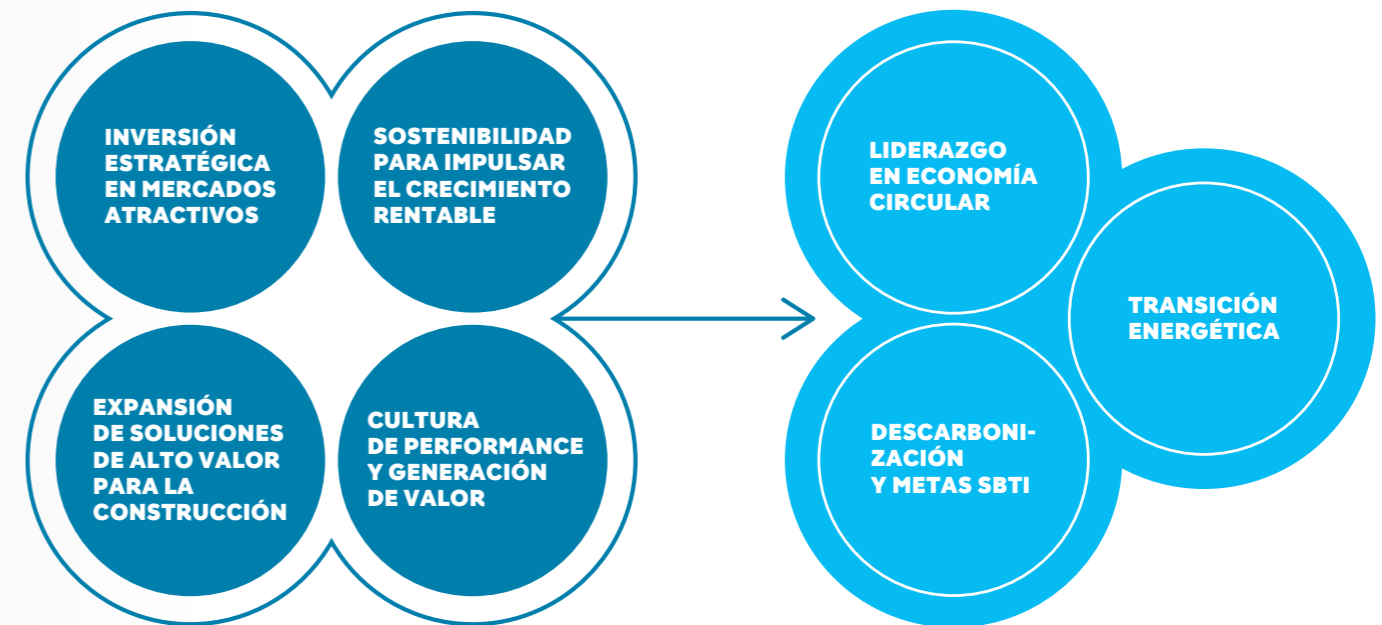 INVERSIÓN
ESTRATÉGICA
EN MERCADOS
ATRACTIVOS
SOSTENIBILIDAD
PARA IMPULSAR
EL CRECIMIENTO
RENTABLE
EXPANSIÓN
DE SOLUCIONES
DE ALTO VALOR
PARA LA
CONSTRUCCIÓN
CULTURA
DE PERFORMANCE
Y GENERACIÓN
DE VALOR
LIDERAZGO
EN ECONOMÍA
CIRCULAR
TRANSICIÓN
ENERGÉTICA
DESCARBONI-
ZACIÓN
Y METAS SBTI